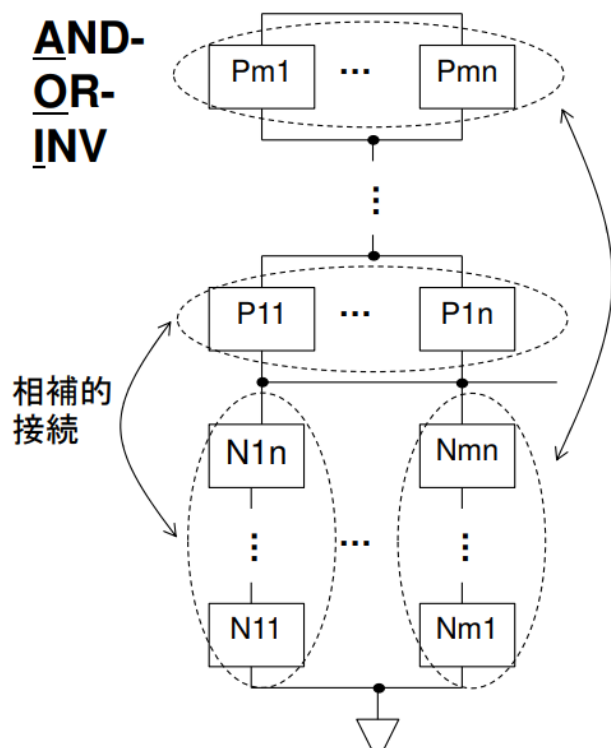 AND-
OR-
INV
Pm1 … Pmn
⋮
P11 … P1n
相補的
接続
N1n Nmn
⋮ … ⋮
N11 Nm1